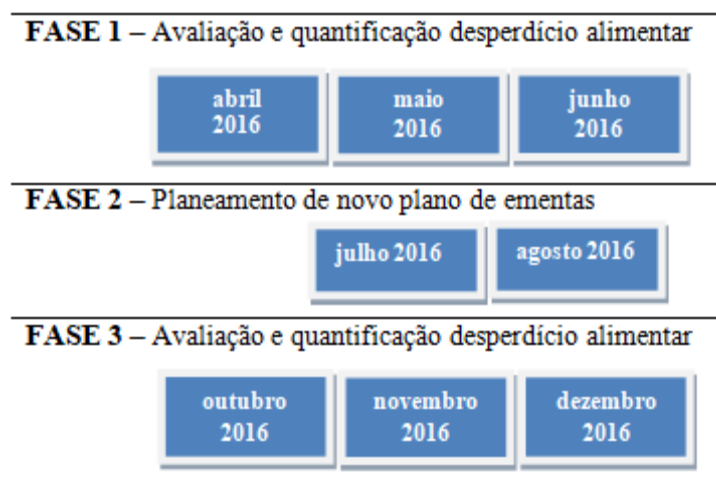 FASE 1 – Avaliação e quantificação desperdício alimentar
abril maio junho
2016 2016 2016
FASE 2 – Planeamento de novo plano de ementas
julho 2016 agosto 2016
FASE 3 – Avaliação e quantificação desperdício alimentar
outubro novembro dezembro
2016 2016 2016